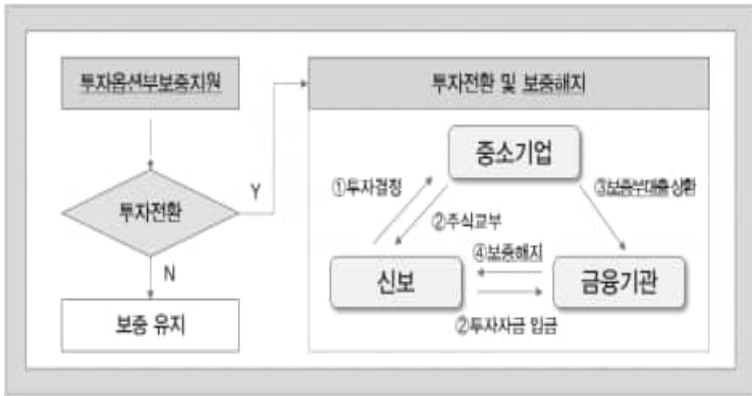 투자옵션부보증지원
투자전환
Y
N
보증 유지
투자전환 및 보증해지
중소기업
①투자결정
③보증부대출상환
②주식교부
④보증해지
신보
금융기관
②투자자금 입금